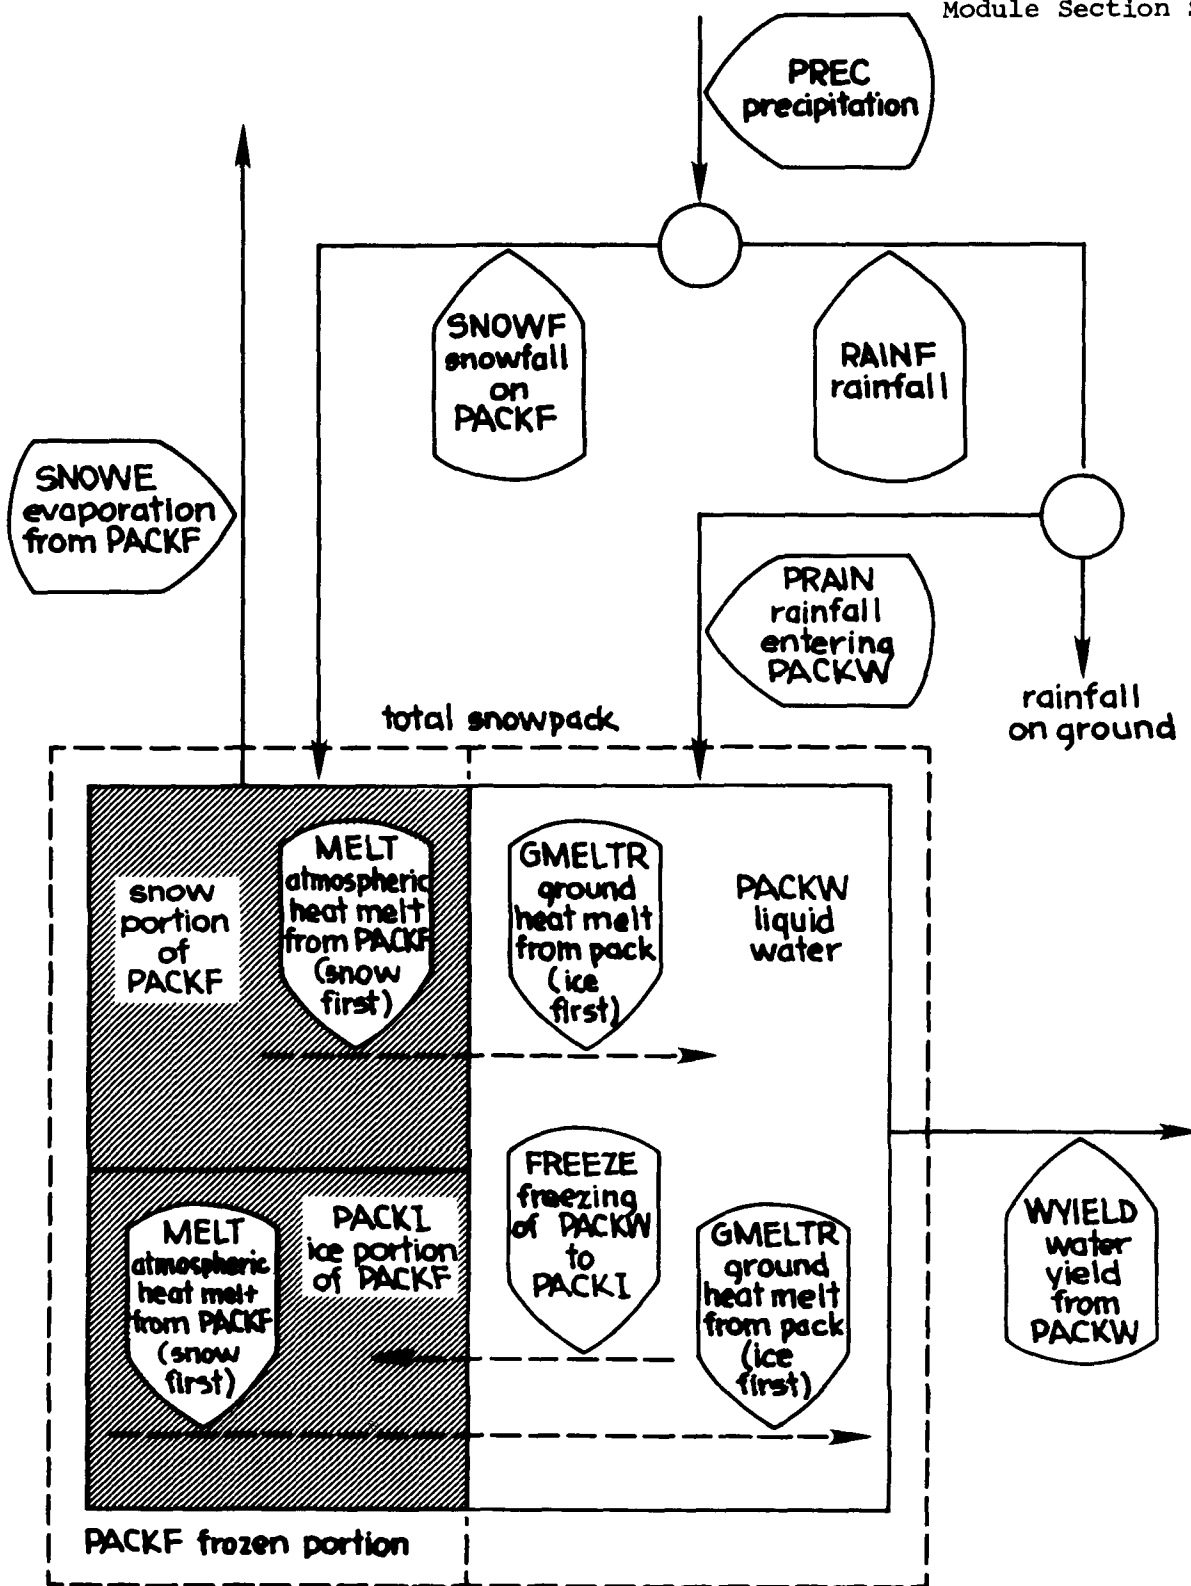 Module Section
PREC
precipitation
SNOWF
snowfall
on
PACKF
RAINF
rainfall
SNOWE
evaporation
from PACKF
PRAIN
rainfall
entering
PACKW
rainfall
on ground
total snowpack
snow
portion
of
PACKF
MELT
atmospheric
heat melt
from PACKF
(snow
first)
GMELTR
ground
heat melt
from pack
(ice
first)
PACKW
liquid
water
MELT
atmospheric
heat melt
from PACKF
(snow
first)
PACKI
ice portion
of PACKF
FREEZE
freezing
of PACKW
to
PACKI
GMELTR
ground
heat melt
from pack
(ice
first)
WYIELD
water
yield
from
PACKW
PACKF frozen portion